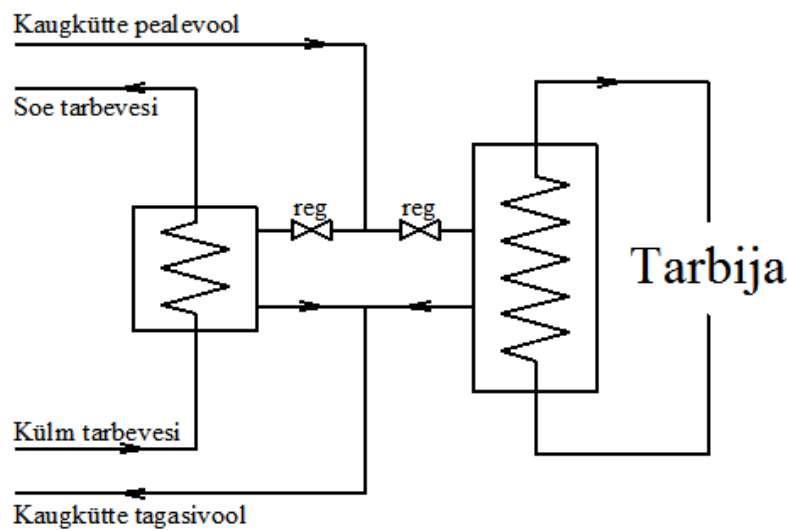 Kaugkütte pealevool
Soe tarbevesi
reg
reg
Tarbija
Külm tarbevesi
Kaugkütte tagasivool